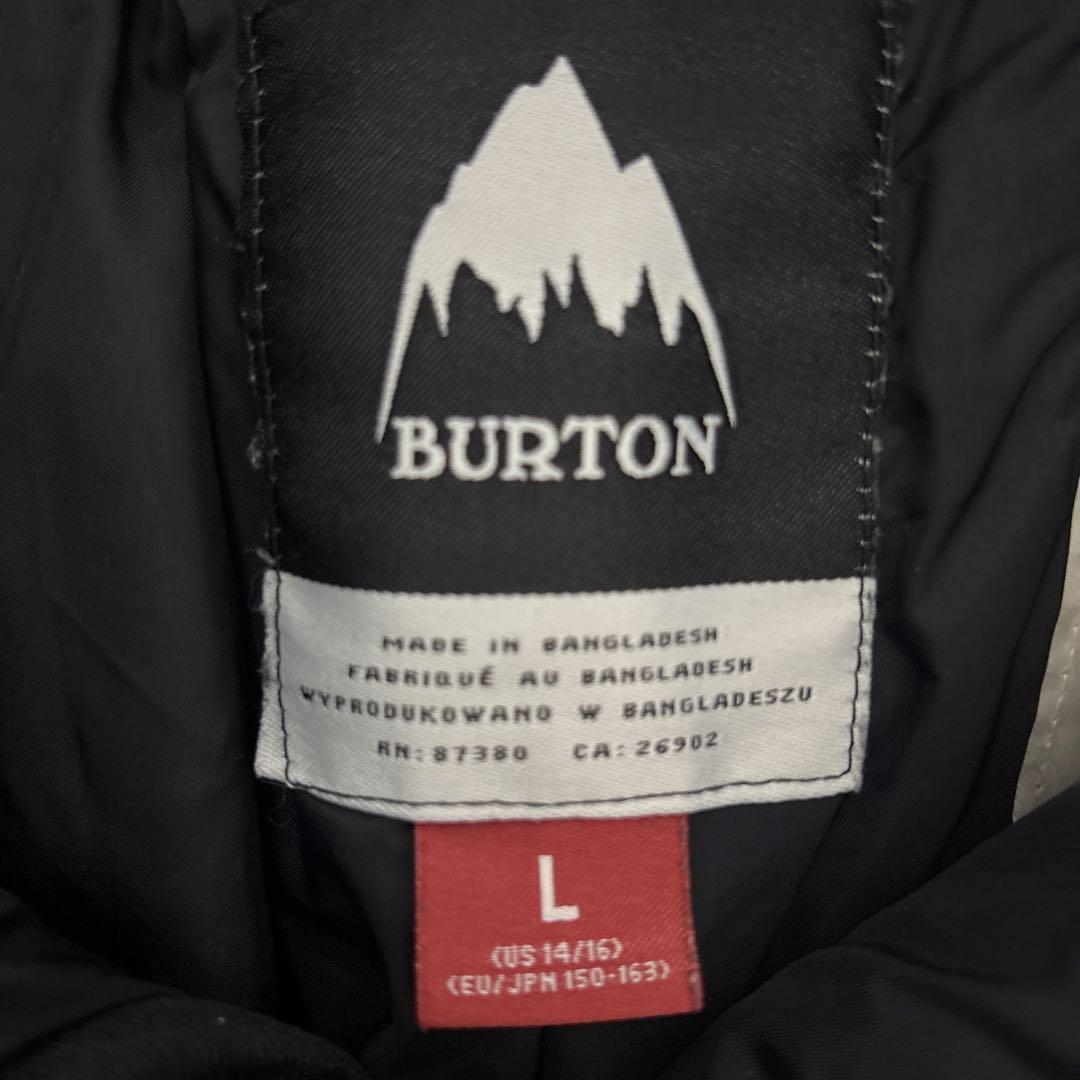 BURTON
MADE IN BANGLADESH
FABRIQUÉ AU BANGLADESH
WYPRODUKOWANO W BANGLADESZU
RN: 87380 CA: 26902
L
(US 14/16)
(EU/JPN 150-163)